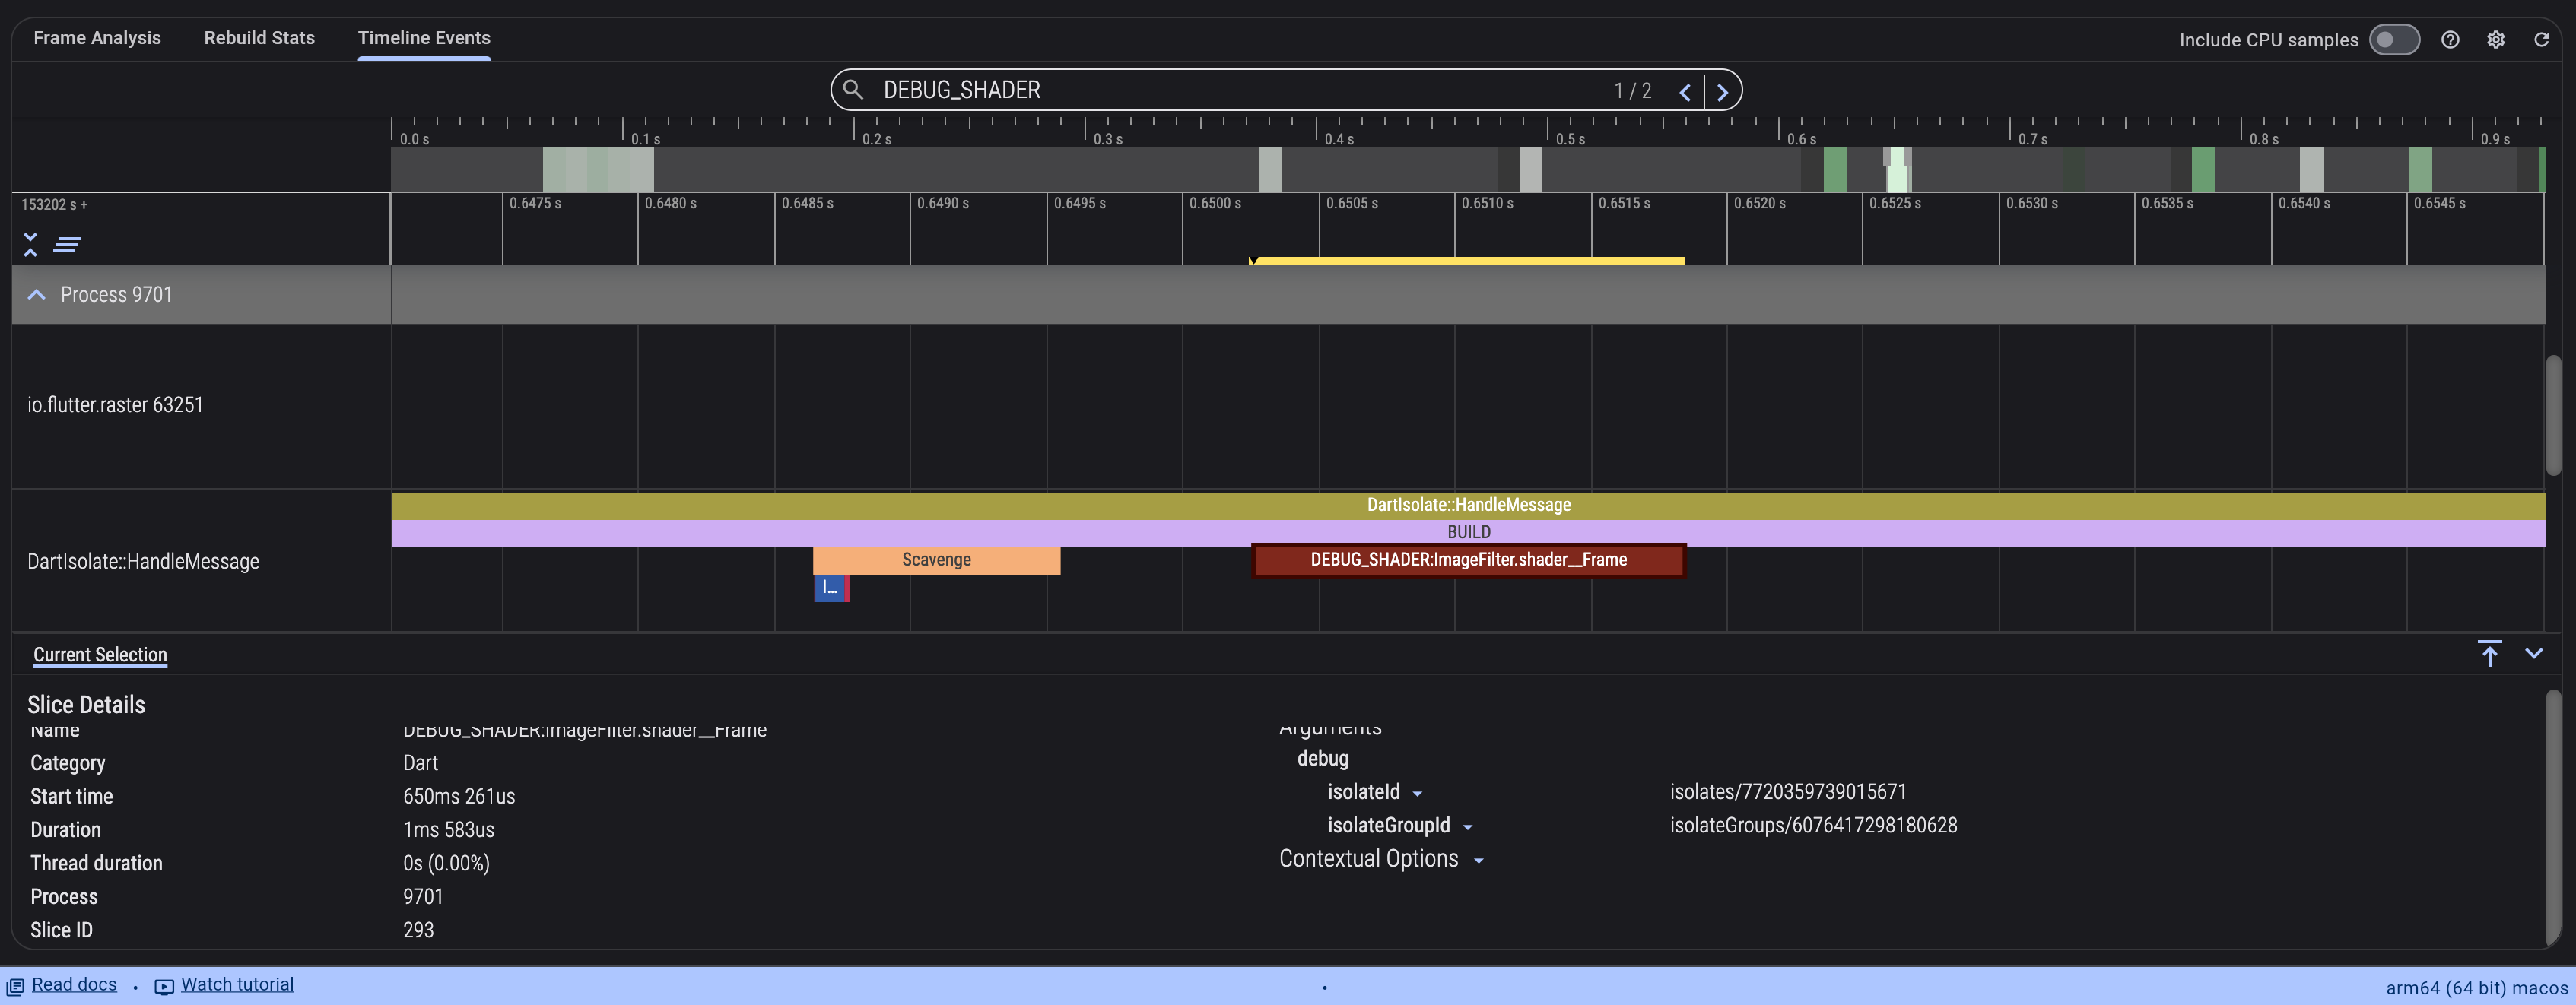 Frame Analysis Rebuild Stats Timeline Events Include CPU samples
DEBUG_SHADER 1 / 2
0.0 s 0.1 s 0.2 s 0.3 s 0.4 s 0.5 s 0.6 s 0.7 s 0.8 s 0.9 s
153202 s + 0.6475 s 0.6480 s 0.6485 s 0.6490 s 0.6495 s 0.6500 s 0.6505 s 0.6510 s 0.6515 s 0.6520 s 0.6525 s 0.6530 s 0.6535 s 0.6540 s 0.6545 s
Process 9701
io.flutter.raster 63251
DartIsolate::HandleMessage
BUILD
Scavenge DEBUG_SHADER:ImageFilter.shader__Frame
DartIsolate::HandleMessage
I...
Current Selection
Slice Details
Name DEBUG_SHADER:ImageFilter.shader__Frame
Category Dart
Start time 650ms 261us
Duration 1ms 583us
Thread duration 0s (0.00%)
Process 9701
Slice ID 293
Arguments
debug
isolateId isolates/7720359739015671
isolateGroupId isolateGroups/6076417298180628
Contextual Options
Read docs • Watch tutorial • arm64 (64 bit) macos